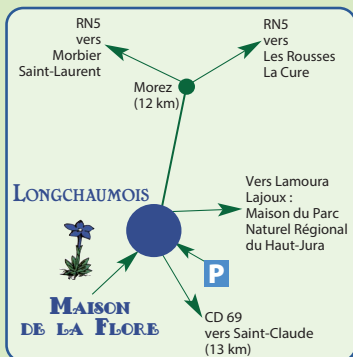 RN5
vers
Morbier
Saint-Laurent
RN5
vers
Les Rousses
La Cure
Morez
(12 km)
LONGCHAUMOIS
Vers Lamoura
Lajoux :
Maison du Parc
Naturel Régional
du Haut-Jura
P
MAISON
DE LA FLORE
CD 69
vers Saint-Claude
(13 km)